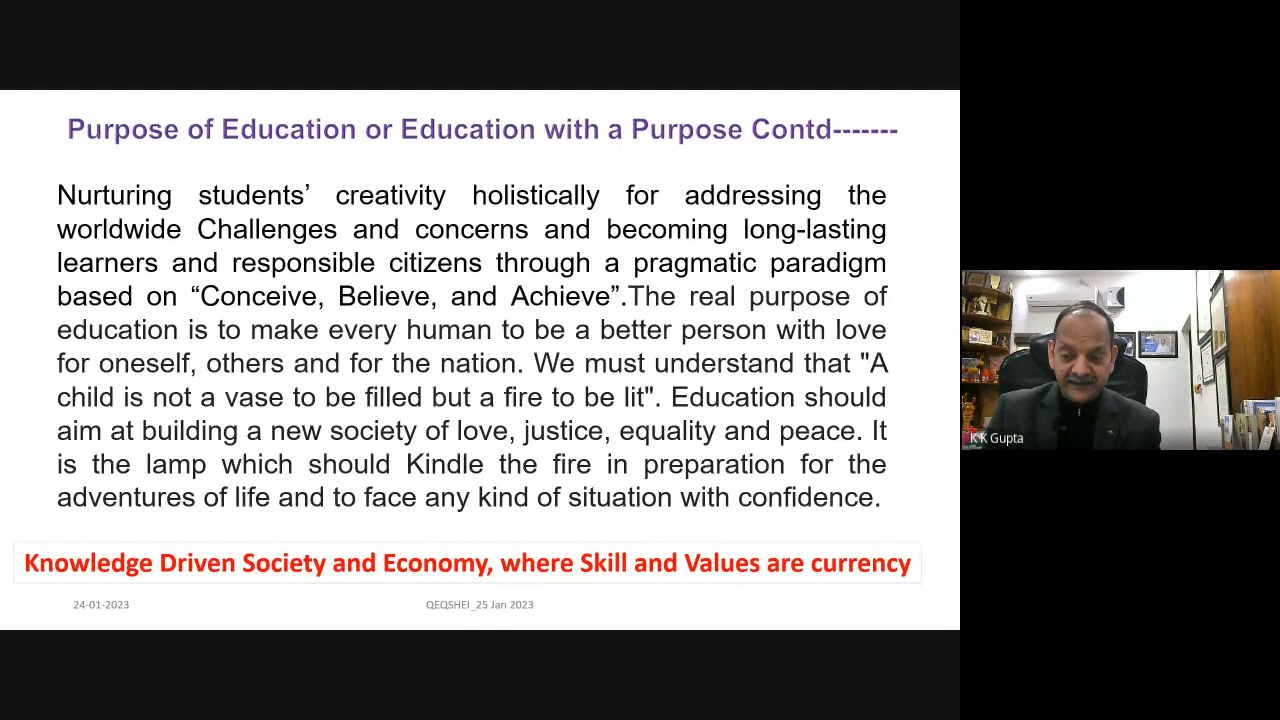 Purpose of Education or Education with a Purpose Contd-------
Nurturing students’ creativity holistically for addressing the
worldwide Challenges and concerns and becoming long-lasting
learners and responsible citizens through a pragmatic paradigm
based on “Conceive, Believe, and Achieve”.The real purpose of
education is to make every human to be a better person with love
for oneself, others and for the nation. We must understand that "A
child is not a vase to be filled but a fire to be lit". Education should
aim at building a new society of love, justice, equality and peace. It
is the lamp which should Kindle the fire in preparation for the
adventures of life and to face any kind of situation with confidence.
Knowledge Driven Society and Economy, where Skill and Values are currency
24-01-2023
QEQSHEI_25 Jan 2023
K K Gupta